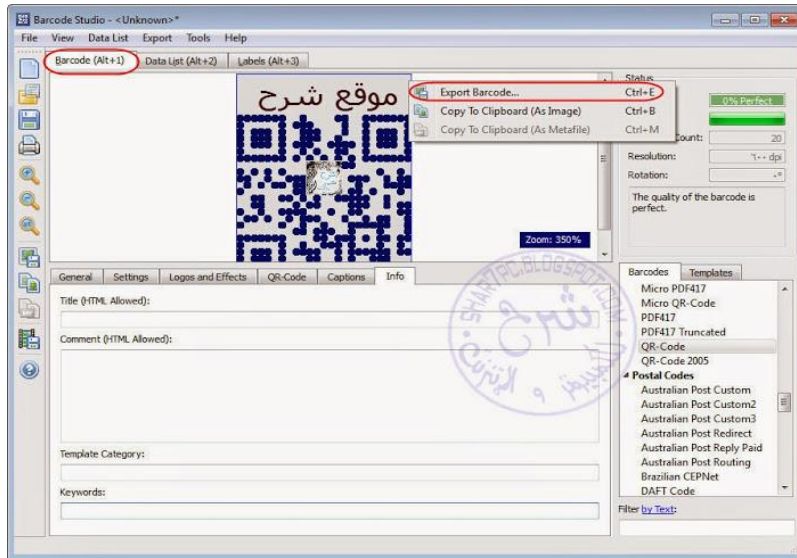 Barcode Studio - <Unknown>*
File View Data List Export Tools Help
Barcode (Alt+1) Data List (Alt+2) Labels (Alt+3)
موقع شرح
Export Barcode... Ctrl+E
Copy To Clipboard (As Image) Ctrl+B
Copy To Clipboard (As Metafile) Ctrl+M
Zoom: 350%
Status
0% Perfect
Count: 20
Resolution: ٦٠٠ dpi
Rotation: ٠°
The quality of the barcode is
perfect.
General Settings Logos and Effects QR-Code Captions Info
Title (HTML Allowed):
Comment (HTML Allowed):
Template Category:
Keywords:
Barcodes Templates
Micro PDF417
Micro QR-Code
PDF417
PDF417 Truncated
QR-Code
QR-Code 2005
Postal Codes
Australian Post Custom
Australian Post Custom2
Australian Post Custom3
Australian Post Redirect
Australian Post Reply Paid
Australian Post Routing
Brazilian CEPNet
DAFT Code
Filter by Text:
شرح